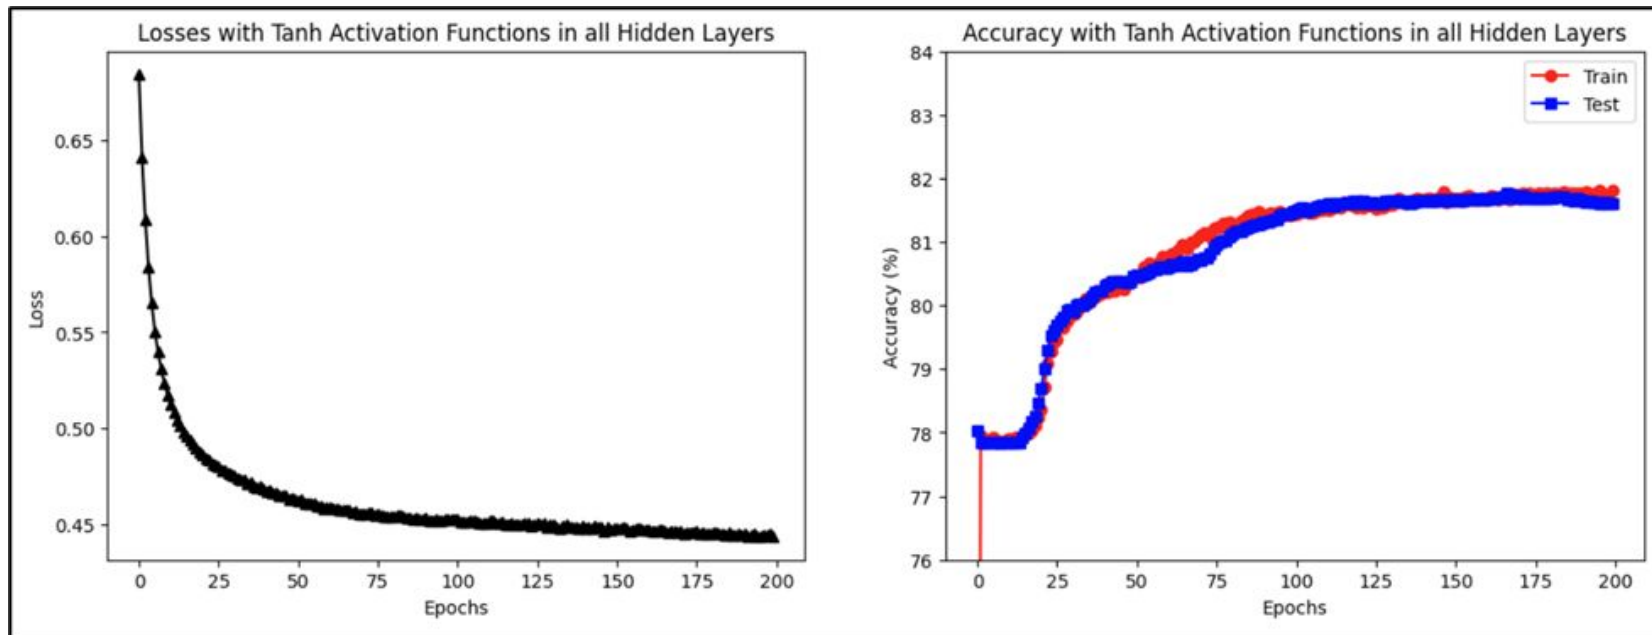 Losses with Tanh Activation Functions in all Hidden Layers
0.65
0.60
0.55
0.50
0.45
Loss
0 25 50 75 100 125 150 175 200
Epochs
Accuracy with Tanh Activation Functions in all Hidden Layers
84
83
82
81
80
79
78
77
76
Accuracy (%)
Train
Test
0 25 50 75 100 125 150 175 200
Epochs